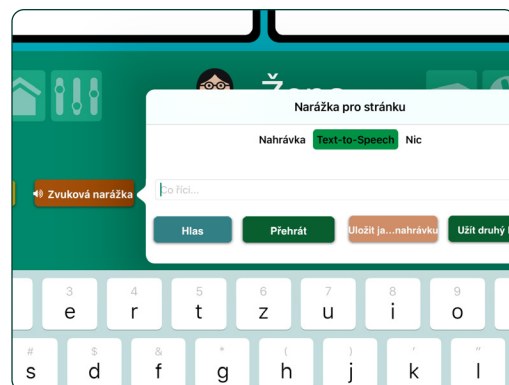 Žena
Narážka pro stránku
Nahrávka Text-to-Speech Nic
Zvuková narážka
Co říci...
Hlas Přehrát Uložit ja...nahrávku Užít druhý
3 4 5 6 7 8 9
e r t z u i o
# $ & * ( ) ' "
s d f g h j k l